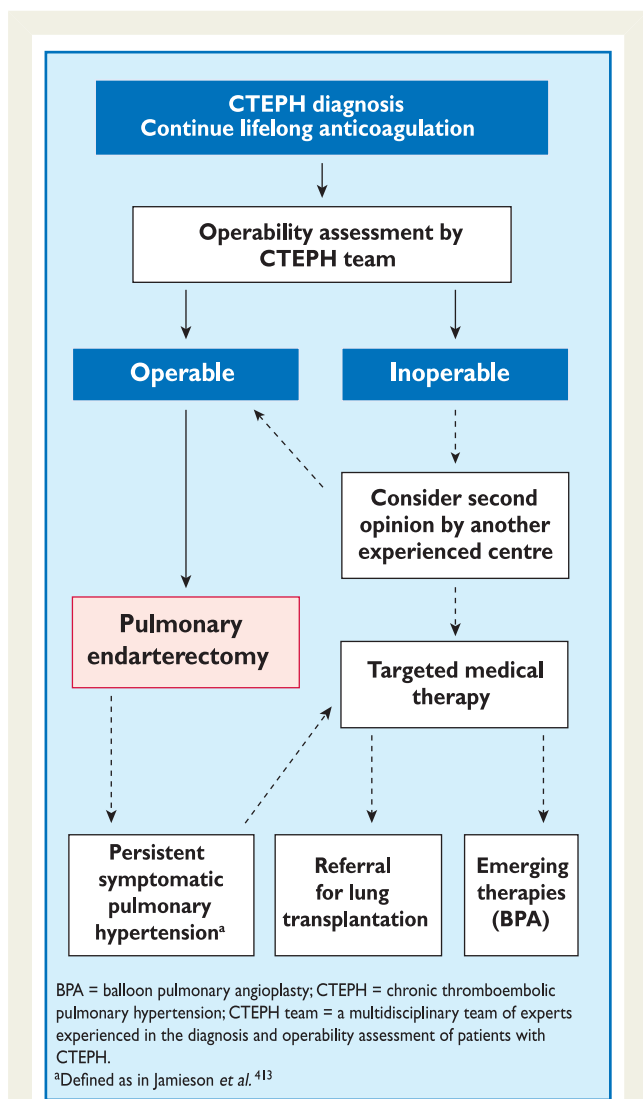 CTEPH diagnosis
Continue lifelong anticoagulation
Operability assessment by
CTEPH team
Operable
Inoperable
Consider second
opinion by another
experienced centre
Pulmonary
endarterectomy
Targeted medical
therapy
Persistent
symptomatic
pulmonary
hypertensionᵃ
Referral
for lung
transplantation
Emerging
therapies
(BPA)
BPA = balloon pulmonary angioplasty; CTEPH = chronic thromboembolic
pulmonary hypertension; CTEPH team = a multidisciplinary team of experts
experienced in the diagnosis and operability assessment of patients with
CTEPH.
ᵃDefined as in Jamieson et al. ⁴¹³